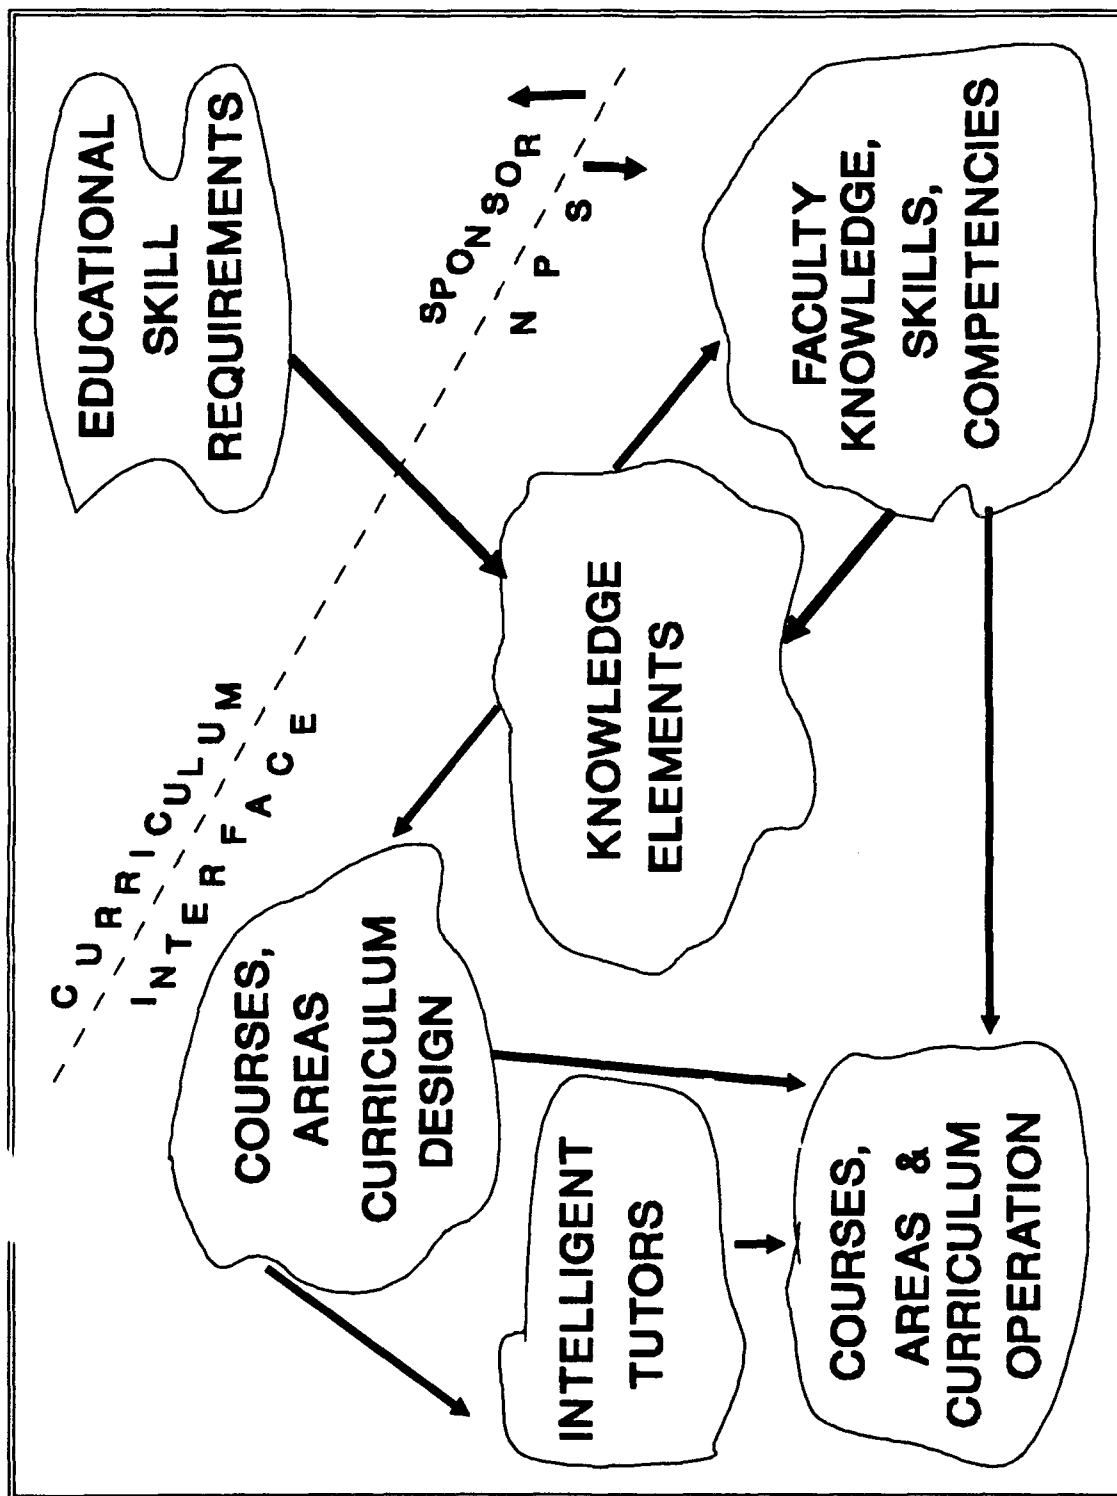 EDUCATIONAL
SKILL
REQUIREMENTS
SPONSOR
NPS
CURRICULUM
INTERFACE
COURSES,
AREAS
CURRICULUM
DESIGN
KNOWLEDGE
ELEMENTS
FACULTY
KNOWLEDGE,
SKILLS,
COMPETENCIES
INTELLIGENT
TUTORS
COURSES,
AREAS &
CURRICULUM
OPERATION